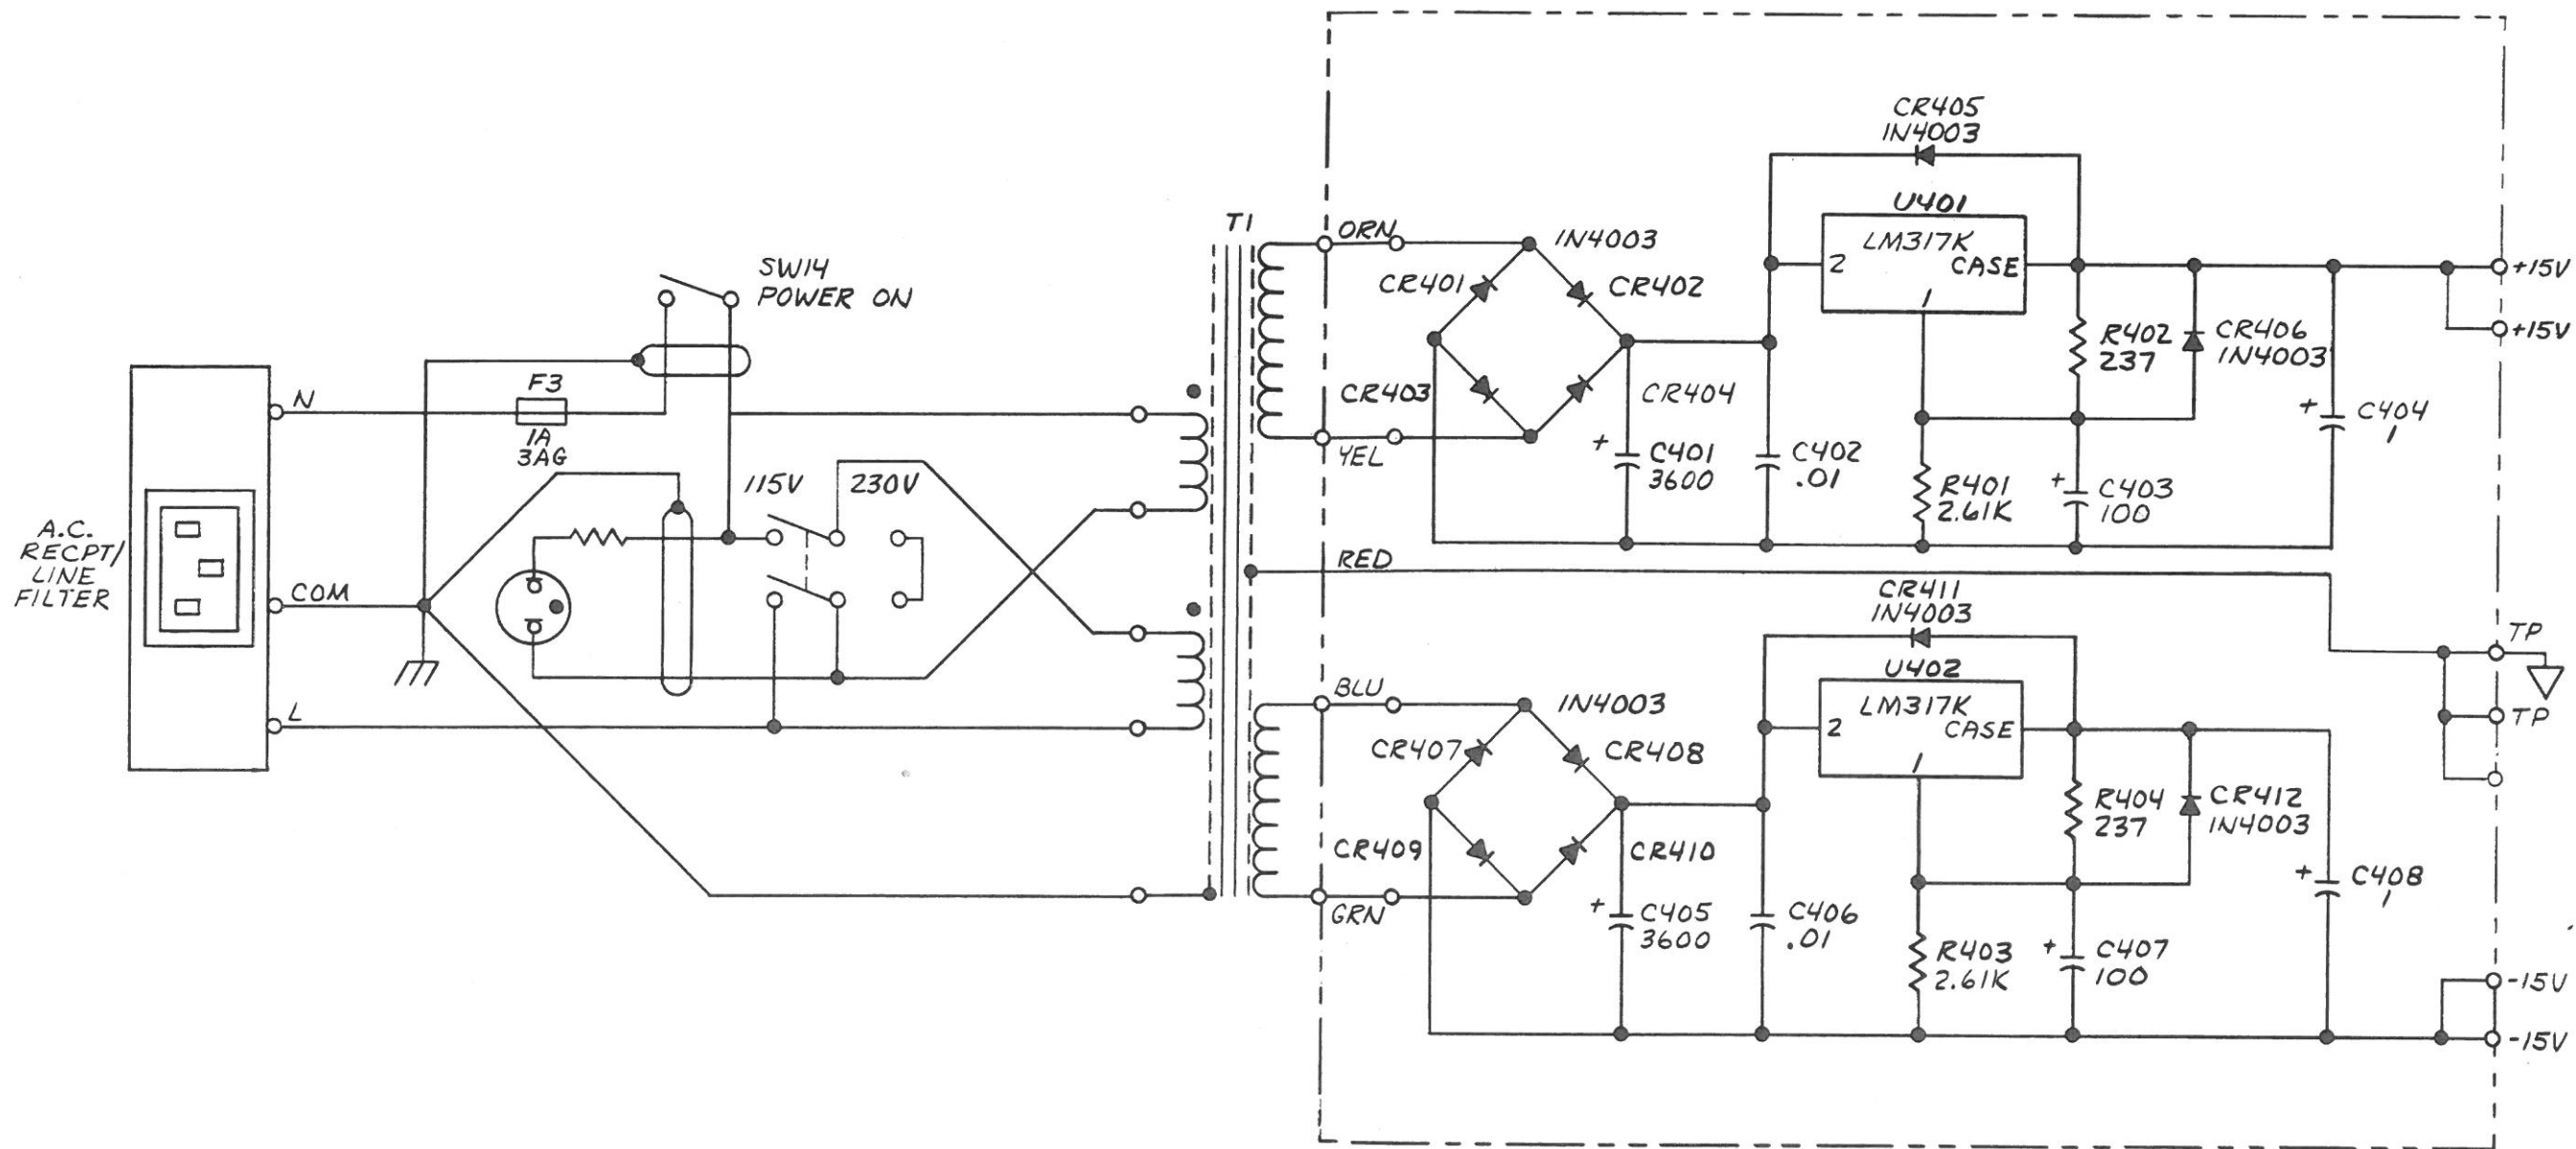 A.C.
RECPT/
LINE
FILTER
N
COM
L
F3
1A
3AG
SW14
POWER ON
115V
230V
T1
ORN
YEL
RED
BLU
GRN
CR401
1N4003
CR402
CR403
CR404
+
C401
3600
C402
.01
CR405
1N4003
U401
LM317K
2
CASE
1
R402
237
CR406
1N4003
R401
2.61K
+
C403
100
+
C404
1
+15V
+15V
CR411
1N4003
U402
LM317K
2
CASE
1
CR407
1N4003
CR408
CR409
CR410
+
C405
3600
C406
.01
R404
237
CR412
1N4003
R403
2.61K
+
C407
100
+
C408
1
TP
TP
-15V
-15V